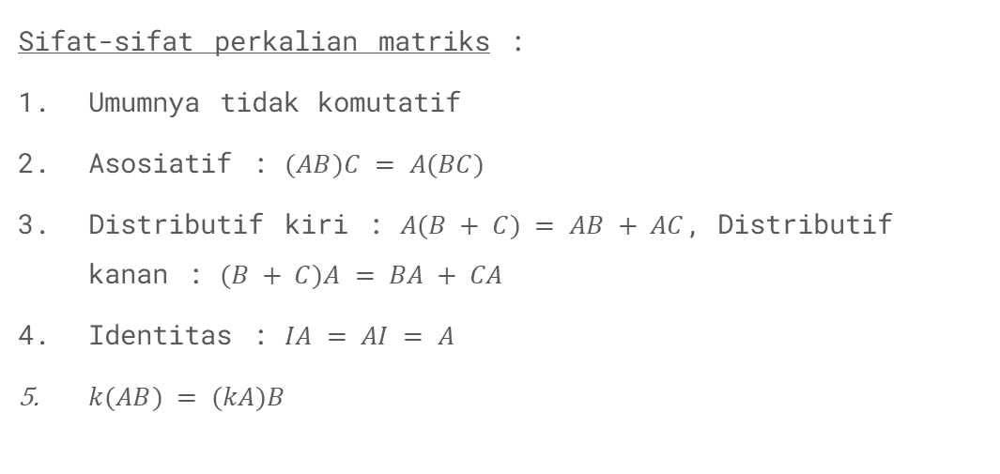 Sifat-sifat perkalian matriks :
1. Umumnya tidak komutatif
2. Asosiatif : (AB)C = A(BC)
3. Distributif kiri : A(B + C) = AB + AC, Distributif
kanan : (B + C)A = BA + CA
4. Identitas : IA = AI = A
5. k(AB) = (kA)B